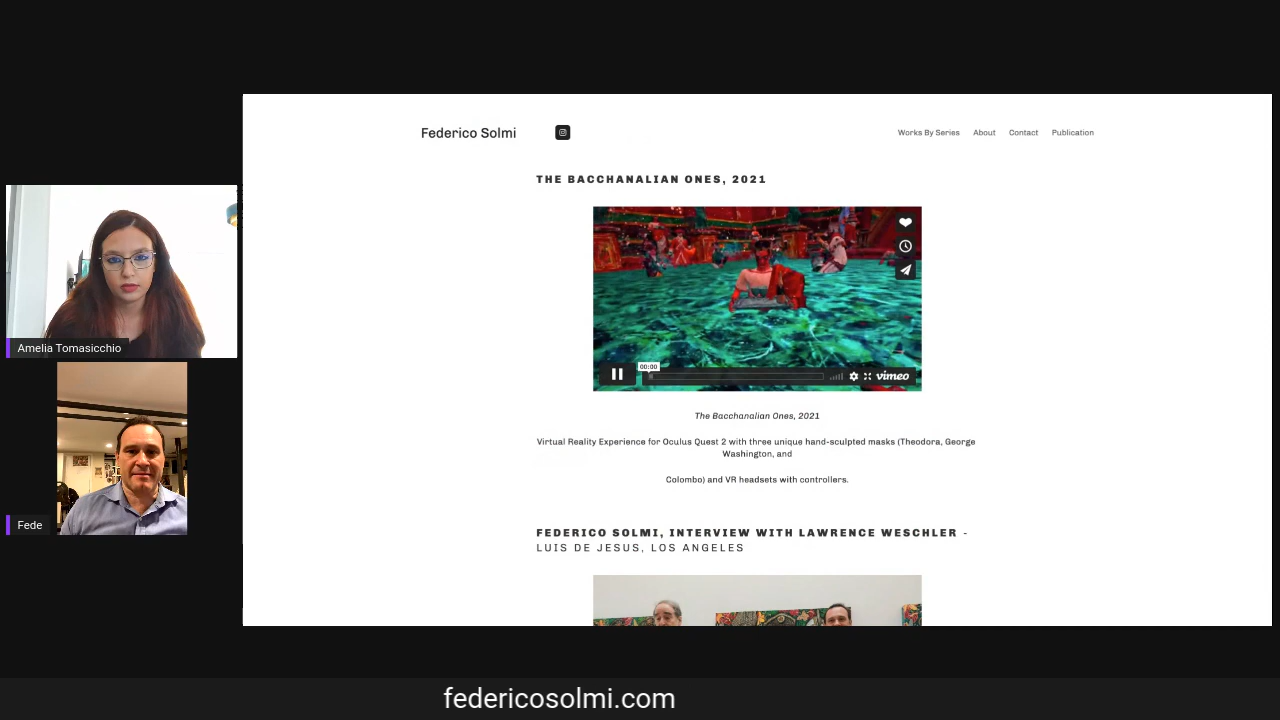 Federico Solmi
Works By Series About Contact Publication
THE BACCHANALIAN ONES, 2021
00:00
vimeo
The Bacchanalian Ones, 2021
Virtual Reality Experience for Oculus Quest 2 with three unique hand-sculpted masks (Theodora, George
Washington, and
Colombo) and VR headsets with controllers.
FEDERICO SOLMI, INTERVIEW WITH LAWRENCE WESCHLER -
LUIS DE JESUS, LOS ANGELES
Amelia Tomasicchio
Fede
federicosolmi.com